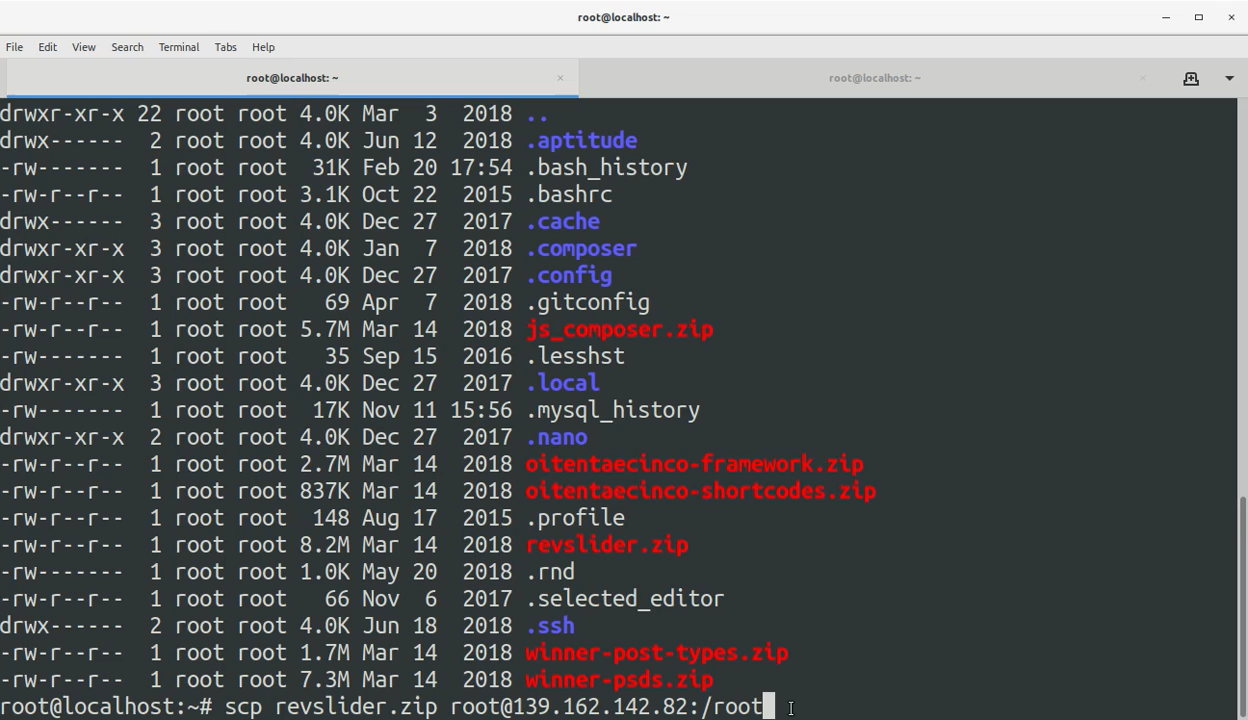 root@localhost: ~
File Edit View Search Terminal Tabs Help
root@localhost: ~ × root@localhost: ~ ×
drwxr-xr-x 22 root root 4.0K Mar  3  2018 ..
drwx------  2 root root 4.0K Jun 12  2018 .aptitude
-rw-------  1 root root  31K Feb 20 17:54 .bash_history
-rw-r--r--  1 root root 3.1K Oct 22  2015 .bashrc
drwx------  3 root root 4.0K Dec 27  2017 .cache
drwxr-xr-x  3 root root 4.0K Jan  7  2018 .composer
drwxr-xr-x  3 root root 4.0K Dec 27  2017 .config
-rw-r--r--  1 root root   69 Apr  7  2018 .gitconfig
-rw-r--r--  1 root root 5.7M Mar 14  2018 js_composer.zip
-rw-------  1 root root   35 Sep 15  2016 .lesshst
drwxr-xr-x  3 root root 4.0K Dec 27  2017 .local
-rw-------  1 root root  17K Nov 11 15:56 .mysql_history
drwxr-xr-x  2 root root 4.0K Dec 27  2017 .nano
-rw-r--r--  1 root root 2.7M Mar 14  2018 oitentaecinco-framework.zip
-rw-r--r--  1 root root 837K Mar 14  2018 oitentaecinco-shortcodes.zip
-rw-r--r--  1 root root  148 Aug 17  2015 .profile
-rw-r--r--  1 root root 8.2M Mar 14  2018 revslider.zip
-rw-------  1 root root 1.0K May 20  2018 .rnd
-rw-r--r--  1 root root   66 Nov  6  2017 .selected_editor
drwx------  2 root root 4.0K Jun 18  2018 .ssh
-rw-r--r--  1 root root 1.7M Mar 14  2018 winner-post-types.zip
-rw-r--r--  1 root root 7.3M Mar 14  2018 winner-psds.zip
root@localhost:~# scp revslider.zip root@139.162.142.82:/root